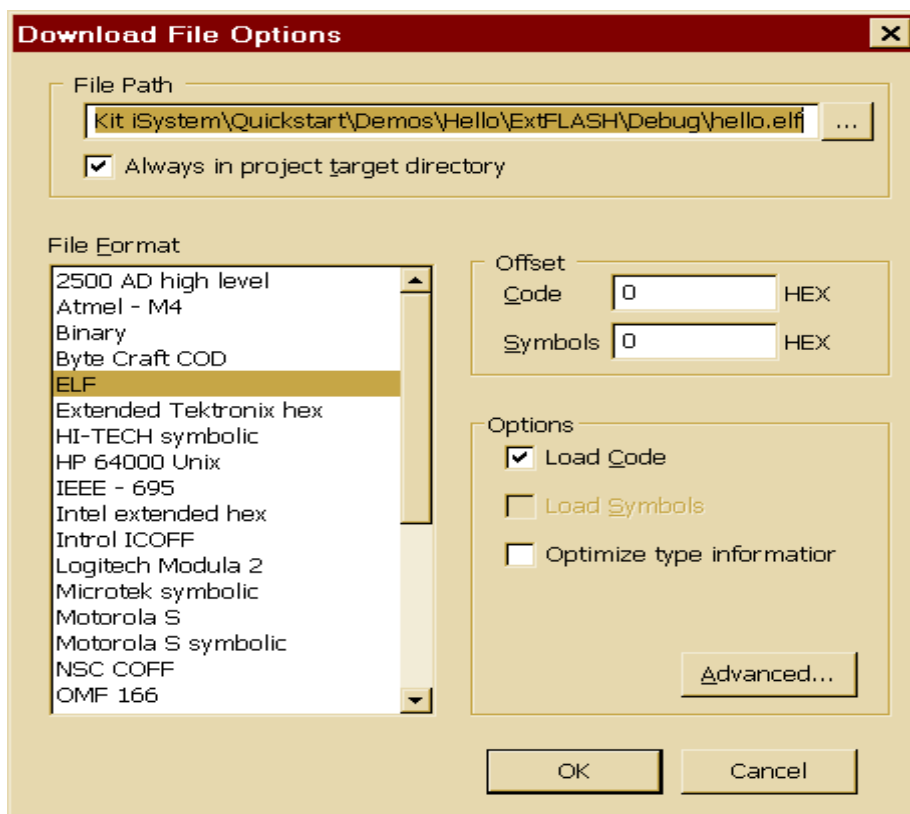 Download File Options
File Path
Kit iSystem\Quickstart\Demos\Hello\ExtFLASH\Debug\hello.elf
...
Always in project target directory
File Format
2500 AD high level
Atmel - M4
Binary
Byte Craft COD
ELF
Extended Tektronix hex
HI-TECH symbolic
HP 64000 Unix
IEEE - 695
Intel extended hex
Introl ICOFF
Logitech Modula 2
Microtek symbolic
Motorola S
Motorola S symbolic
NSC COFF
OMF 166
Offset
Code 0 HEX
Symbols 0 HEX
Options
Load Code
Load Symbols
Optimize type informatior
Advanced...
OK Cancel